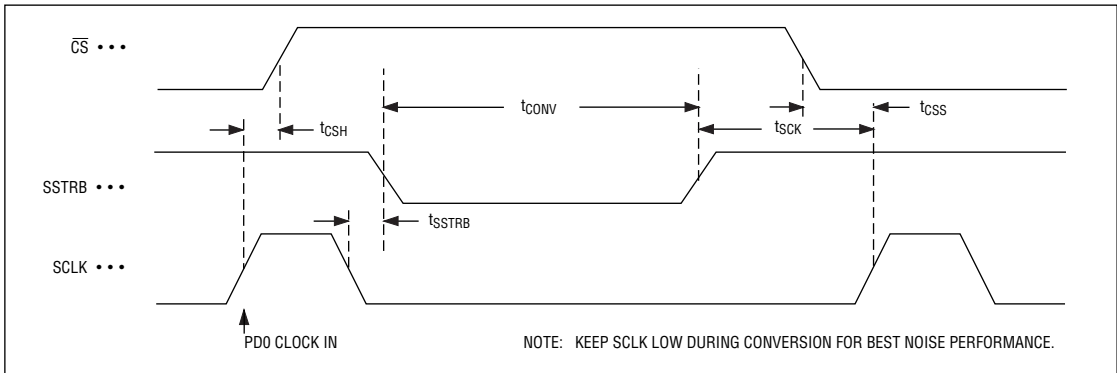 CS •••
tCONV
tCSS
tCSH
tSCK
SSTRB •••
tSSTRB
SCLK •••
PD0 CLOCK IN
NOTE: KEEP SCLK LOW DURING CONVERSION FOR BEST NOISE PERFORMANCE.